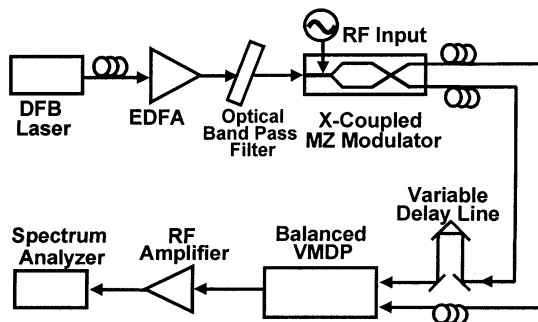 RF Input
DFB
Laser
EDFA
Optical
Band Pass
Filter
X-Coupled
MZ Modulator
Variable
Delay Line
Spectrum
Analyzer
RF
Amplifier
Balanced
VMDP